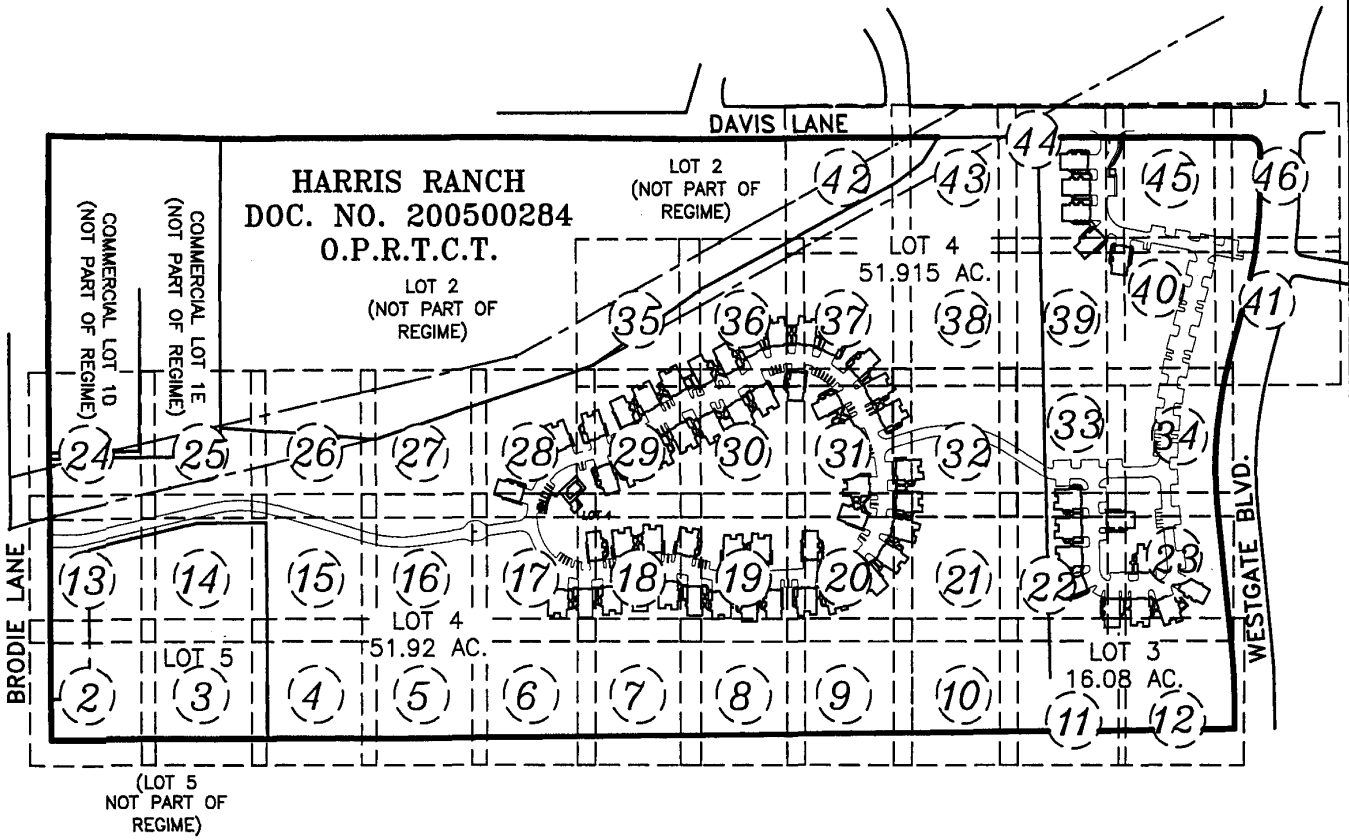 DAVIS LANE
HARRIS RANCH
DOC. NO. 200500284
O.P.R.T.C.T.
LOT 2
(NOT PART OF
REGIME)
42
43
44
45
46
COMMERCIAL LOT 1D
(NOT PART OF REGIME)
COMMERCIAL LOT 1E
(NOT PART OF REGIME)
LOT 2
(NOT PART OF
REGIME)
LOT 4
51.915 AC.
35
36
37
38
39
40
41
24
25
26
27
28
29
30
31
32
33
34
BRODIE LANE
WESTGATE BLVD.
13
14
15
16
17
18
19
20
21
22
23
LOT 4
51.92 AC.
LOT 5
LOT 3
16.08 AC.
2
3
4
5
6
7
8
9
10
11
12
(LOT 5
NOT PART OF
REGIME)